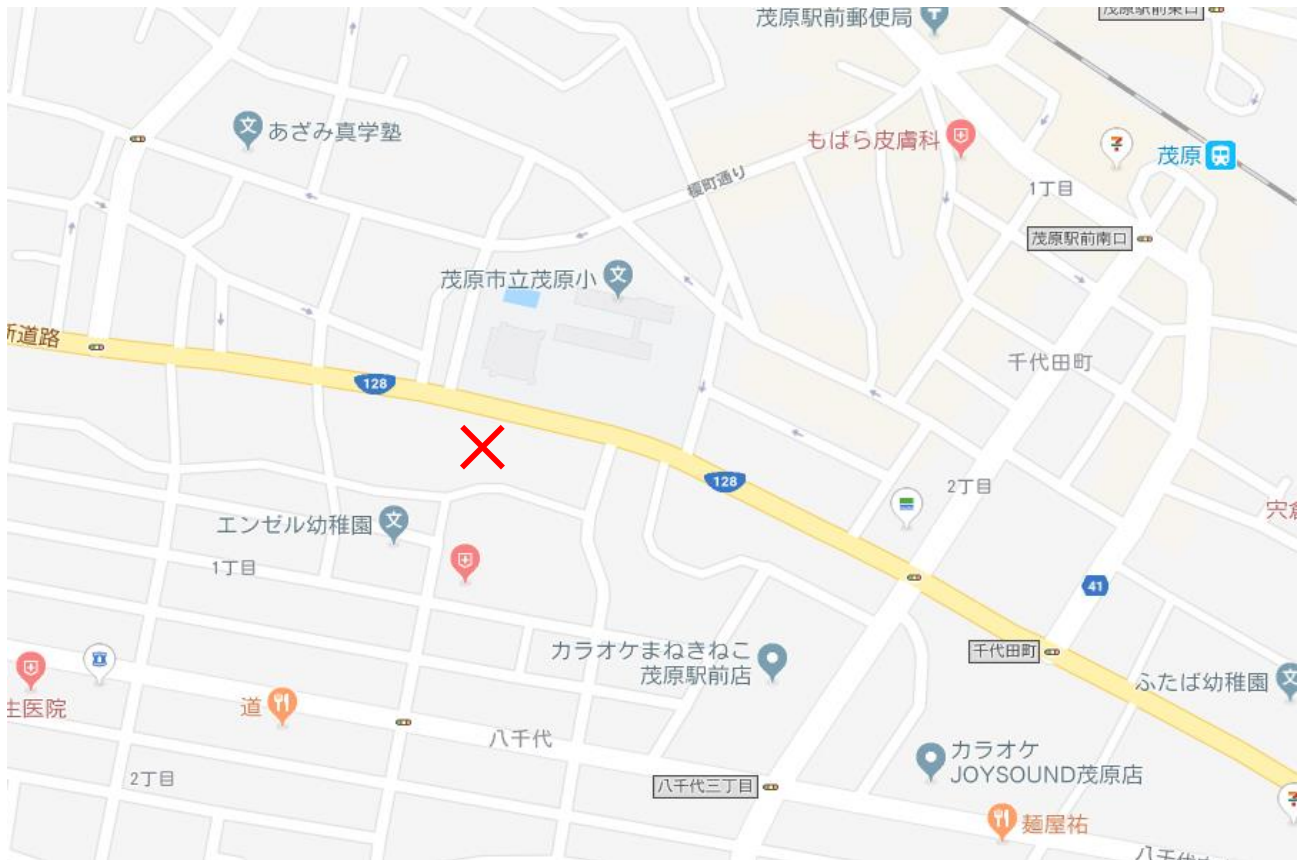 茂原駅前郵便局
茂原駅前東口
あざみ真学塾
もばら皮膚科
茂原
榎町通り
1丁目
茂原駅前南口
茂原市立茂原小
新道路
128
千代田町
128
2丁目
エンゼル幼稚園
1丁目
41
カラオケまねきねこ
茂原駅前店
千代田町
ふたば幼稚園
生医院
道
八千代
カラオケ
JOYSOUND茂原店
2丁目
八千代三丁目
麺屋祐
八千代